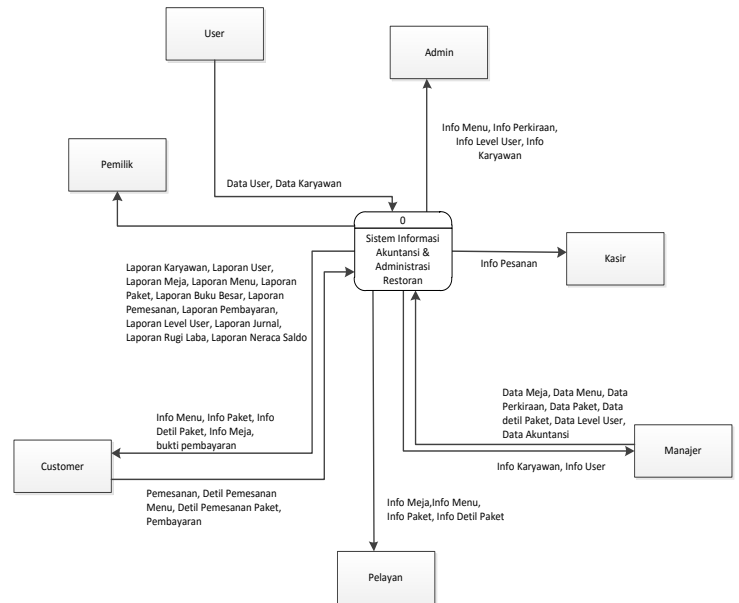 User
Admin
Info Menu, Info Perkiraan,
Info Level User, Info
Karyawan
Pemilik
Data User, Data Karyawan
0
Sistem Informasi
Akuntansi &
Administrasi
Restoran
Info Pesanan
Kasir
Laporan Karyawan, Laporan User,
Laporan Meja, Laporan Menu, Laporan
Paket, Laporan Buku Besar, Laporan
Pemesanan, Laporan Pembayaran,
Laporan Level User, Laporan Jurnal,
Laporan Rugi Laba, Laporan Neraca Saldo
Info Menu, Info Paket, Info
Detil Paket, Info Meja,
bukti pembayaran
Customer
Pemesanan, Detil Pemesanan
Menu, Detil Pemesanan Paket,
Pembayaran
Data Meja, Data Menu, Data
Perkiraan, Data Paket, Data
detil Paket, Data Level User,
Data Akuntansi
Manajer
Info Karyawan, Info User
Info Meja,Info Menu,
Info Paket, Info Detil Paket
Pelayan